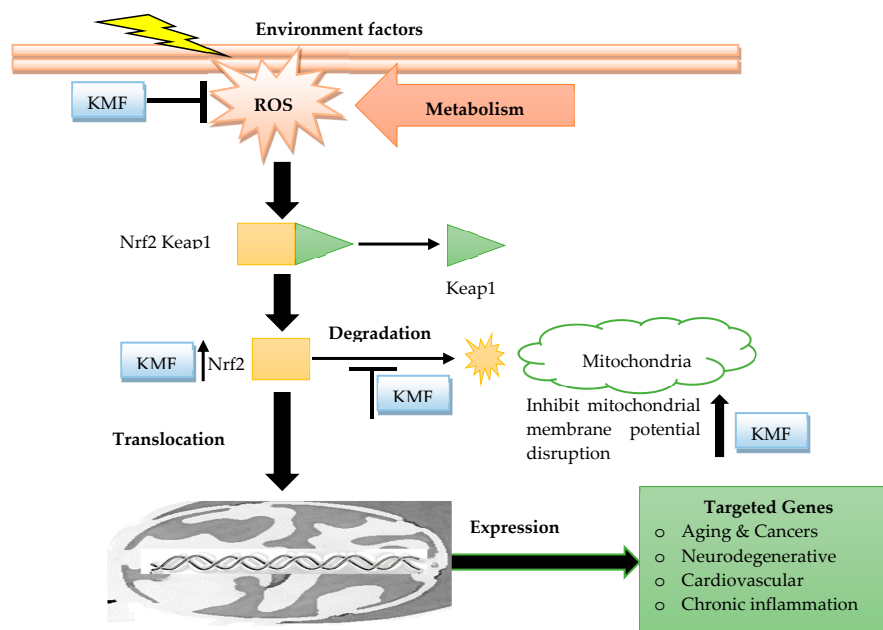 Environment factors
KMF
ROS
Metabolism
Nrf2 Keap1
Keap1
Degradation
KMF
Nrf2
Mitochondria
KMF
Inhibit mitochondrial
membrane potential
disruption
KMF
Translocation
Expression
Targeted Genes
o Aging & Cancers
o Neurodegenerative
o Cardiovascular
o Chronic inflammation